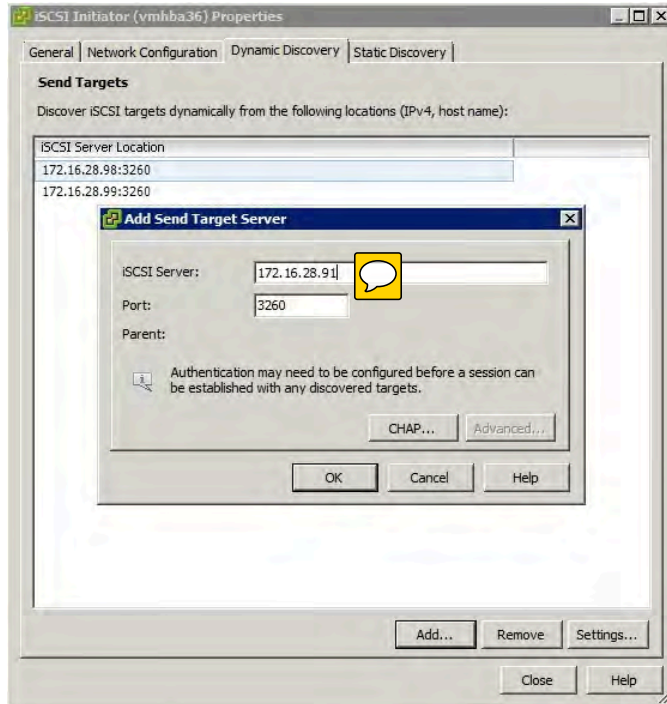 iSCSI Initiator (vmhba36) Properties
General Network Configuration Dynamic Discovery Static Discovery
Send Targets
Discover iSCSI targets dynamically from the following locations (IPv4, host name):
iSCSI Server Location
172.16.28.98:3260
172.16.28.99:3260
Add Send Target Server
iSCSI Server: 172.16.28.91
Port: 3260
Parent:
Authentication may need to be configured before a session can
be established with any discovered targets.
CHAP... Advanced...
OK Cancel Help
Add... Remove Settings...
Close Help